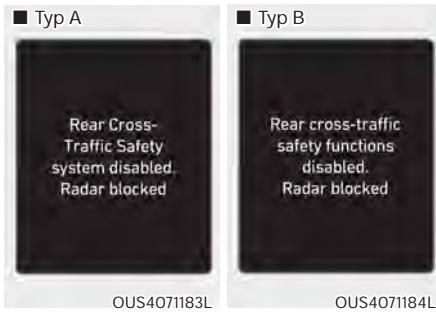 ■ Typ A
Rear Cross-
Traffic Safety
system disabled.
Radar blocked
OUS4071183L
■ Typ B
Rear cross-traffic
safety functions
disabled.
Radar blocked
OUS4071184L